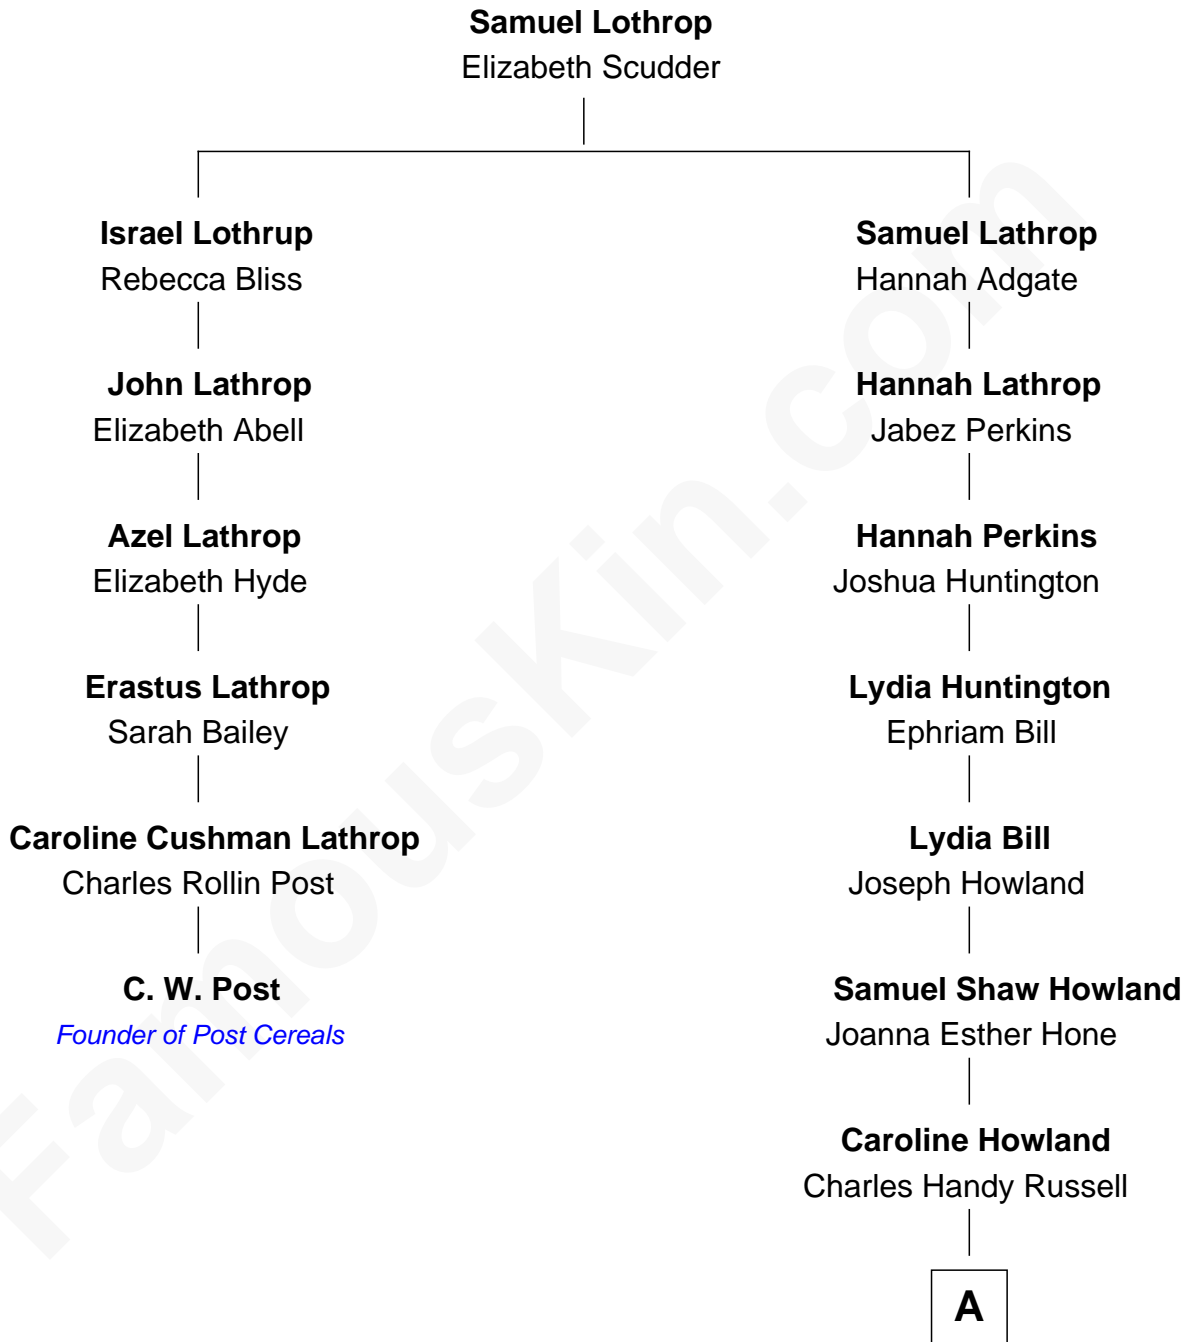 Samuel Lothrop
Elizabeth Scudder
Israel Lothrup
Rebecca Bliss
John Lathrop
Elizabeth Abell
Azel Lathrop
Elizabeth Hyde
Erastus Lathrop
Sarah Bailey
Caroline Cushman Lathrop
Charles Rollin Post
C. W. Post
Founder of Post Cereals
Samuel Lathrop
Hannah Adgate
Hannah Lathrop
Jabez Perkins
Hannah Perkins
Joshua Huntington
Lydia Huntington
Ephriam Bill
Lydia Bill
Joseph Howland
Samuel Shaw Howland
Joanna Esther Hone
Caroline Howland
Charles Handy Russell
A
FamousKin.com